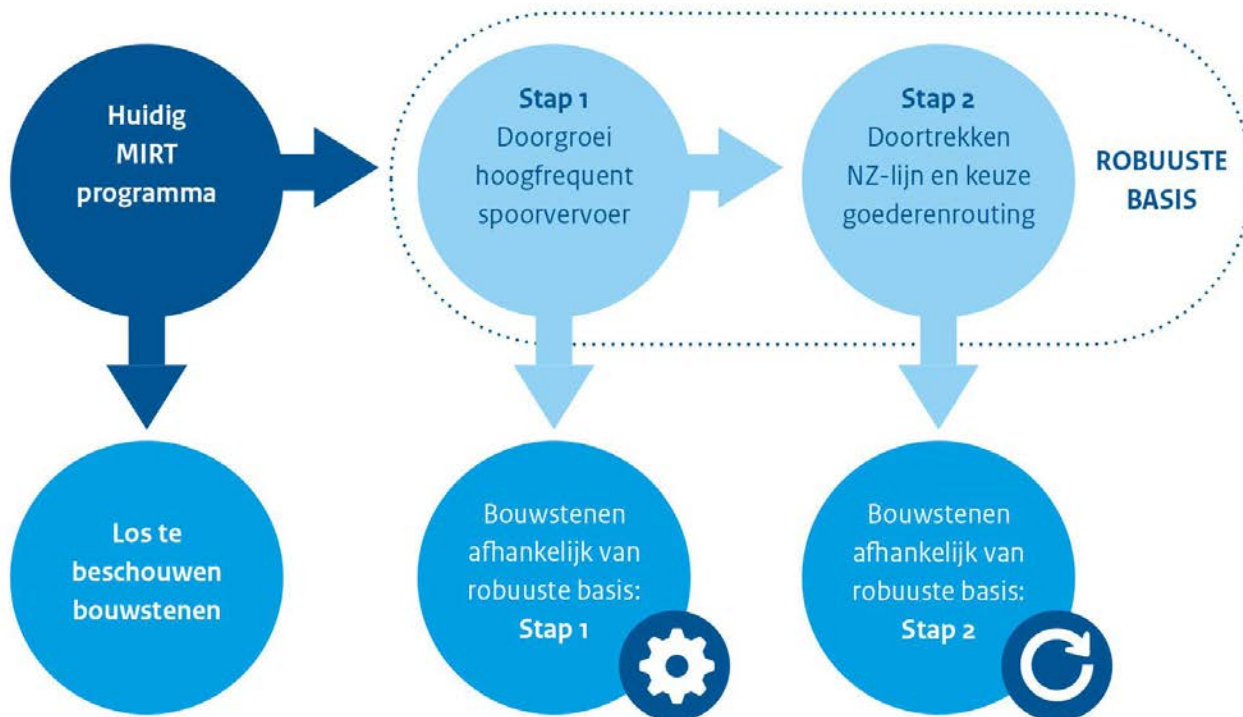 Huidig
MIRT
programma
Stap 1
Doorgroei
hoogfrequent
spoorvervoer
Stap 2
Doortrekken
NZ-lijn en keuze
goederenrouting
ROBUUSTE
BASIS
Los te
beschouwen
bouwstenen
Bouwstenen
afhankelijk van
robuuste basis:
Stap 1
Bouwstenen
afhankelijk van
robuuste basis:
Stap 2